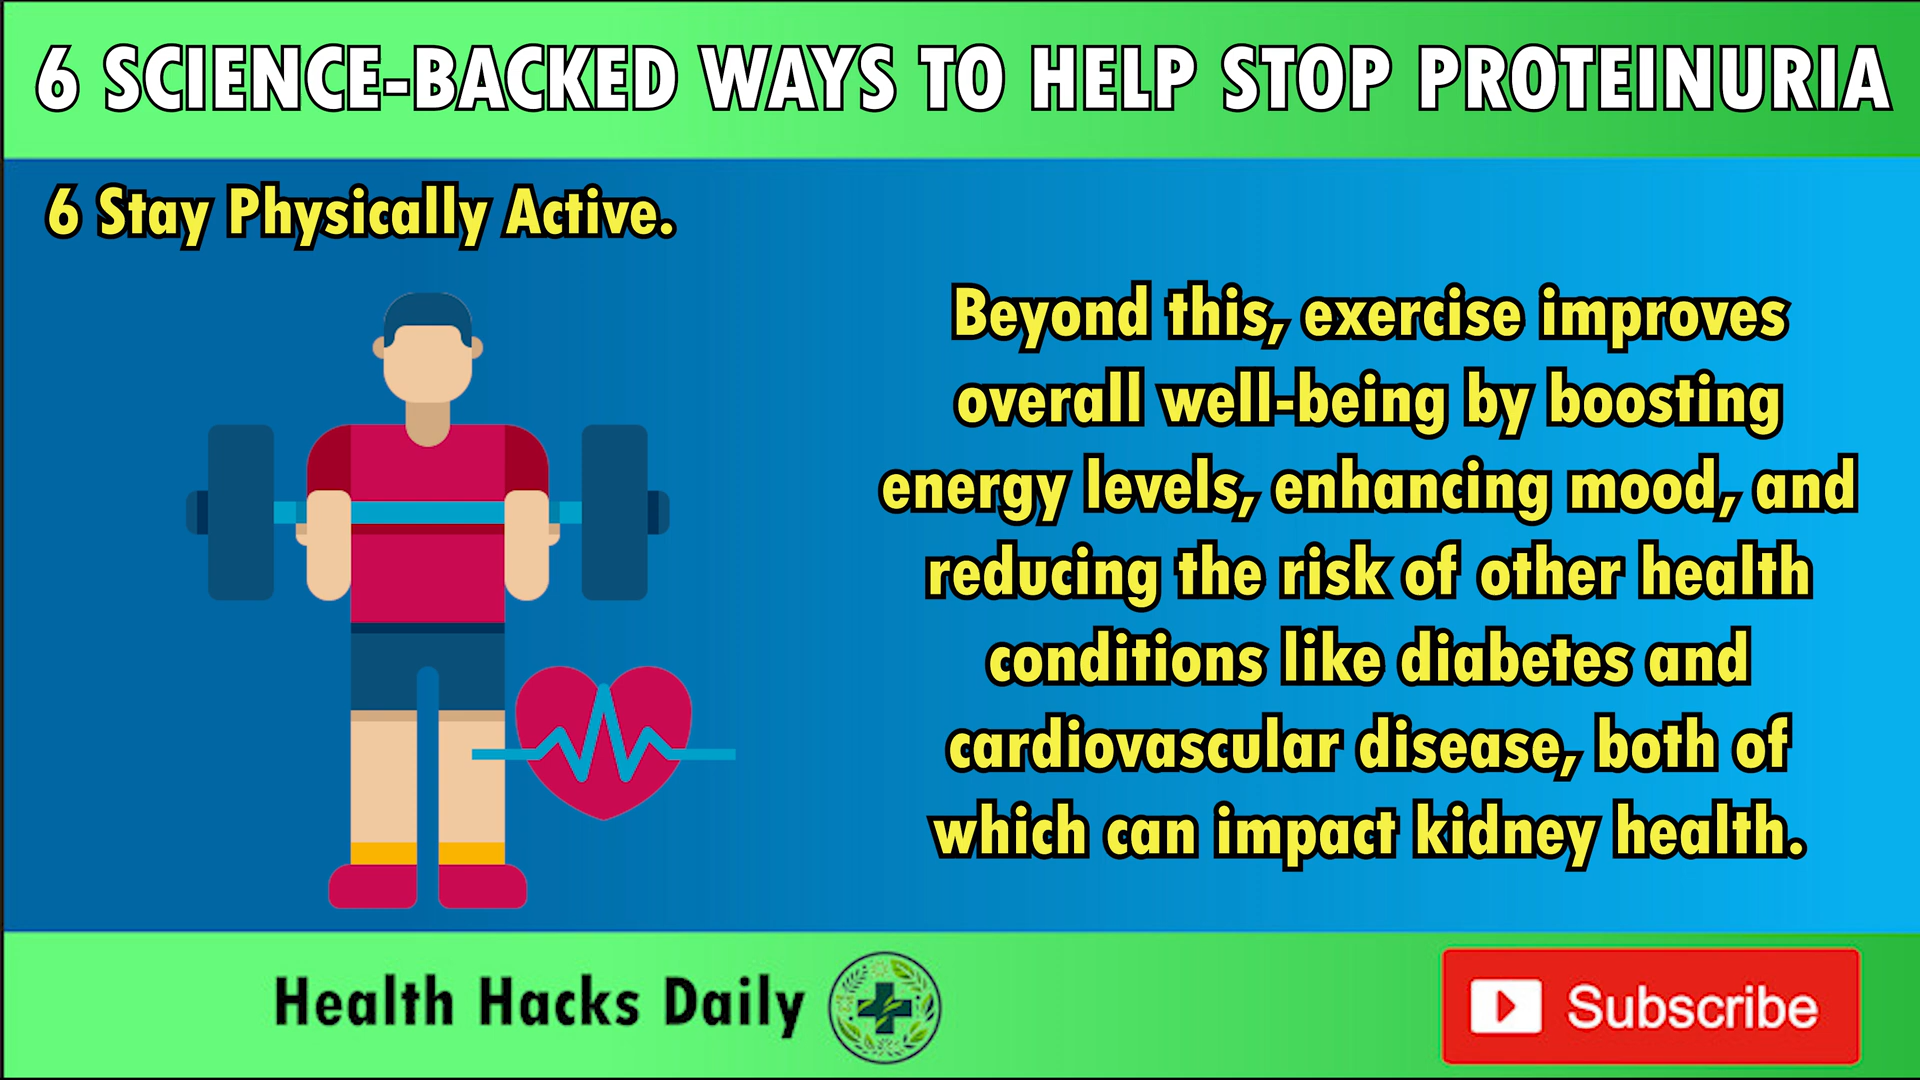 6 SCIENCE-BACKED WAYS TO HELP STOP PROTEINURIA
6 Stay Physically Active.
Beyond this, exercise improves
overall well-being by boosting
energy levels, enhancing mood, and
reducing the risk of other health
conditions like diabetes and
cardiovascular disease, both of
which can impact kidney health.
Health Hacks Daily
Subscribe